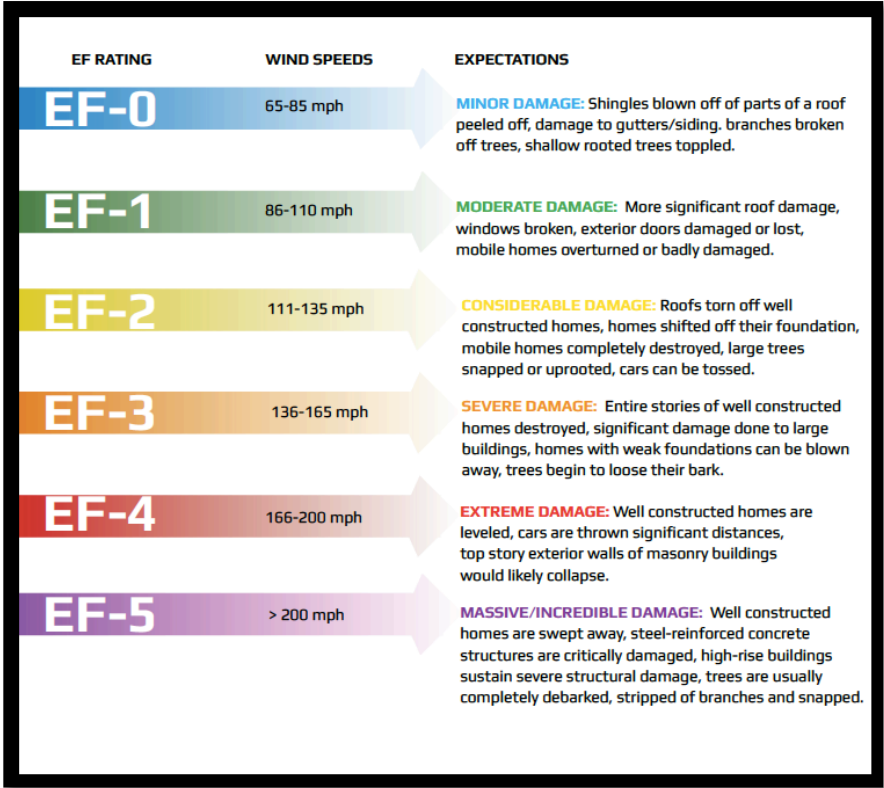 EF RATING WIND SPEEDS EXPECTATIONS
EF-0 65-85 mph
MINOR DAMAGE: Shingles blown off of parts of a roof
peeled off, damage to gutters/siding. branches broken
off trees, shallow rooted trees toppled.
EF-1 86-110 mph
MODERATE DAMAGE: More significant roof damage,
windows broken, exterior doors damaged or lost,
mobile homes overturned or badly damaged.
EF-2 111-135 mph
CONSIDERABLE DAMAGE: Roofs torn off well
constructed homes, homes shifted off their foundation,
mobile homes completely destroyed, large trees
snapped or uprooted, cars can be tossed.
EF-3 136-165 mph
SEVERE DAMAGE: Entire stories of well constructed
homes destroyed, significant damage done to large
buildings, homes with weak foundations can be blown
away, trees begin to loose their bark.
EF-4 166-200 mph
EXTREME DAMAGE: Well constructed homes are
leveled, cars are thrown significant distances,
top story exterior walls of masonry buildings
would likely collapse.
EF-5 > 200 mph
MASSIVE/INCREDIBLE DAMAGE: Well constructed
homes are swept away, steel-reinforced concrete
structures are critically damaged, high-rise buildings
sustain severe structural damage, trees are usually
completely debarked, stripped of branches and snapped.